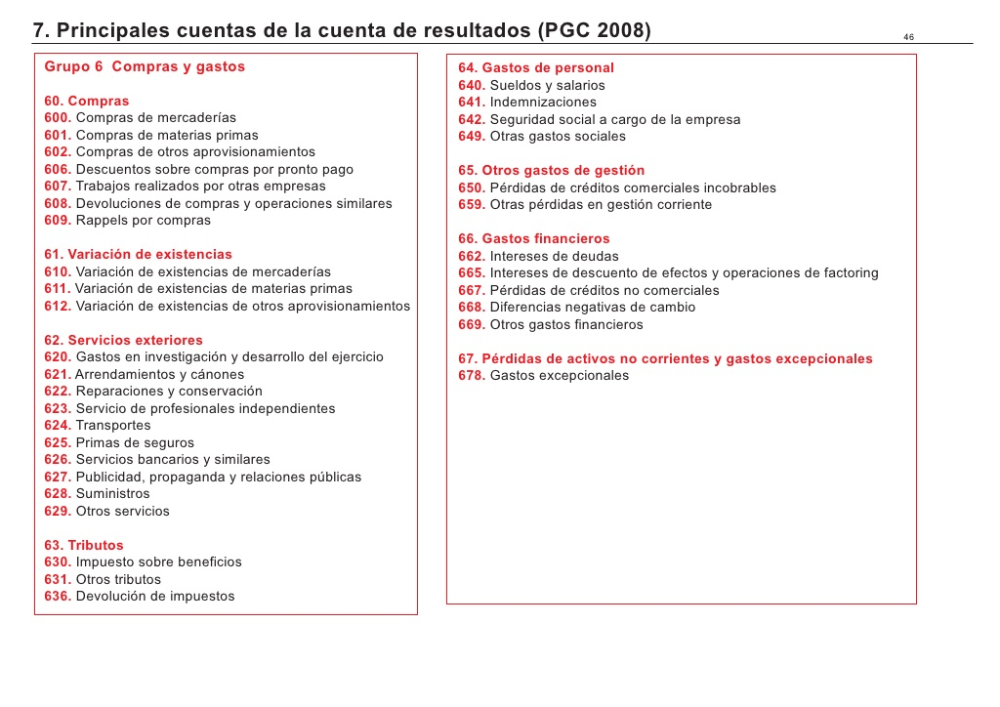 7. Principales cuentas de la cuenta de resultados (PGC 2008)
46
Grupo 6 Compras y gastos
60. Compras
600. Compras de mercaderías
601. Compras de materias primas
602. Compras de otros aprovisionamientos
606. Descuentos sobre compras por pronto pago
607. Trabajos realizados por otras empresas
608. Devoluciones de compras y operaciones similares
609. Rappels por compras
61. Variación de existencias
610. Variación de existencias de mercaderías
611. Variación de existencias de materias primas
612. Variación de existencias de otros aprovisionamientos
62. Servicios exteriores
620. Gastos en investigación y desarrollo del ejercicio
621. Arrendamientos y cánones
622. Reparaciones y conservación
623. Servicio de profesionales independientes
624. Transportes
625. Primas de seguros
626. Servicios bancarios y similares
627. Publicidad, propaganda y relaciones públicas
628. Suministros
629. Otros servicios
63. Tributos
630. Impuesto sobre beneficios
631. Otros tributos
636. Devolución de impuestos
64. Gastos de personal
640. Sueldos y salarios
641. Indemnizaciones
642. Seguridad social a cargo de la empresa
649. Otras gastos sociales
65. Otros gastos de gestión
650. Pérdidas de créditos comerciales incobrables
659. Otras pérdidas en gestión corriente
66. Gastos financieros
662. Intereses de deudas
665. Intereses de descuento de efectos y operaciones de factoring
667. Pérdidas de créditos no comerciales
668. Diferencias negativas de cambio
669. Otros gastos financieros
67. Pérdidas de activos no corrientes y gastos excepcionales
678. Gastos excepcionales